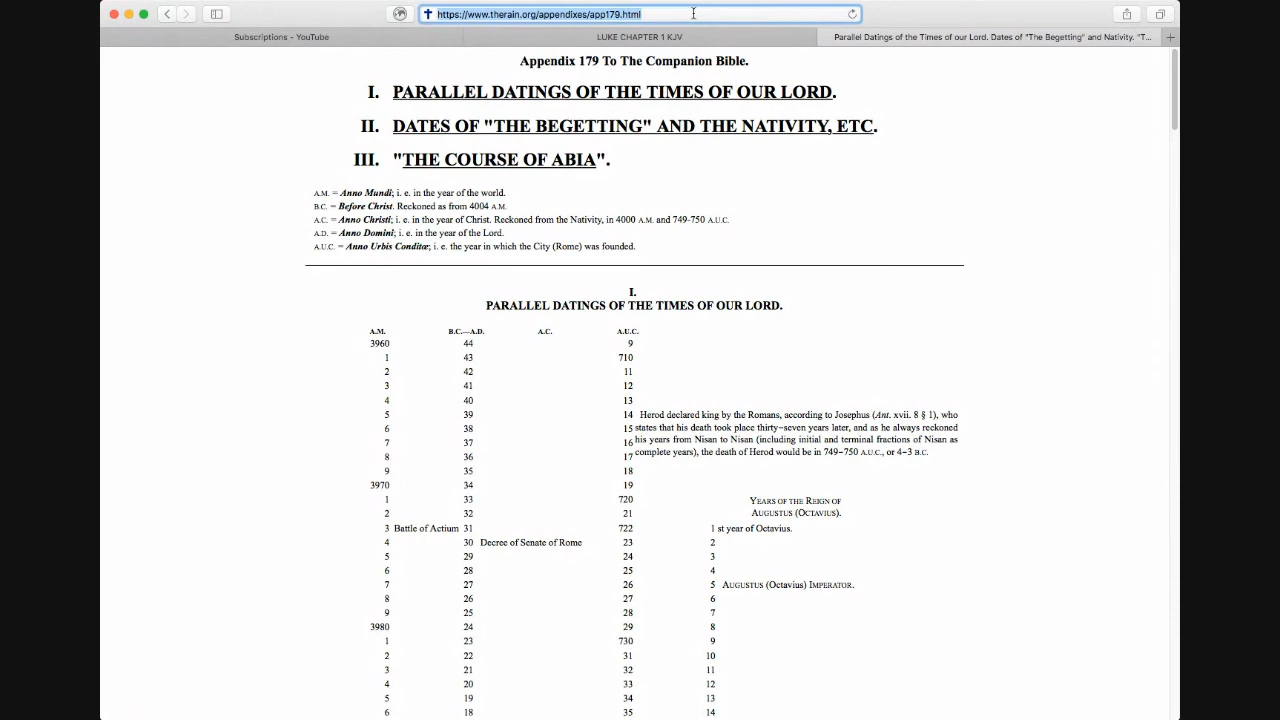 https://www.therain.org/appendixes/app179.html
Subscriptions - YouTube LUKE CHAPTER 1 KJV Parallel Datings of the Times of our Lord. Dates of "The Begetting" and Nativity. "T...
Appendix 179 To The Companion Bible.
I. PARALLEL DATINGS OF THE TIMES OF OUR LORD.
II. DATES OF "THE BEGETTING" AND THE NATIVITY, ETC.
III. "THE COURSE OF ABIA".
A.M. = Anno Mundi; i. e. in the year of the world.
B.C. = Before Christ. Reckoned as from 4004 A.M.
A.C. = Anno Christi; i. e. in the year of Christ. Reckoned from the Nativity, in 4000 A.M. and 749-750 A.U.C.
A.D. = Anno Domini; i. e. in the year of the Lord.
A.U.C. = Anno Urbis Conditæ; i. e. the year in which the City (Rome) was founded.
I.
PARALLEL DATINGS OF THE TIMES OF OUR LORD.
A.M. B.C.—A.D. A.C. A.U.C.
3960 44 9
1 43 710
2 42 11
3 41 12
4 40 13
5 39 14 Herod declared king by the Romans, according to Josephus (Ant. xvii. 8 § 1), who
6 38 15 states that his death took place thirty-seven years later, and as he always reckoned
7 37 16 his years from Nisan to Nisan (including initial and terminal fractions of Nisan as
8 36 17 complete years), the death of Herod would be in 749-750 A.U.C., or 4-3 B.C.
9 35 18
3970 34 19
1 33 720 YEARS OF THE REIGN OF
2 32 21 AUGUSTUS (OCTAVIUS).
3 Battle of Actium 31 722 1 st year of Octavius.
4 30 Decree of Senate of Rome 23 2
5 29 24 3
6 28 25 4
7 27 26 5 AUGUSTUS (Octavius) IMPERATOR.
8 26 27 6
9 25 28 7
3980 24 29 8
1 23 730 9
2 22 31 10
3 21 32 11
4 20 33 12
5 19 34 13
6 18 35 14